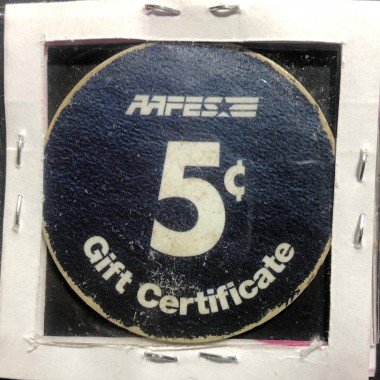 AAFES
5¢
Gift Certificate